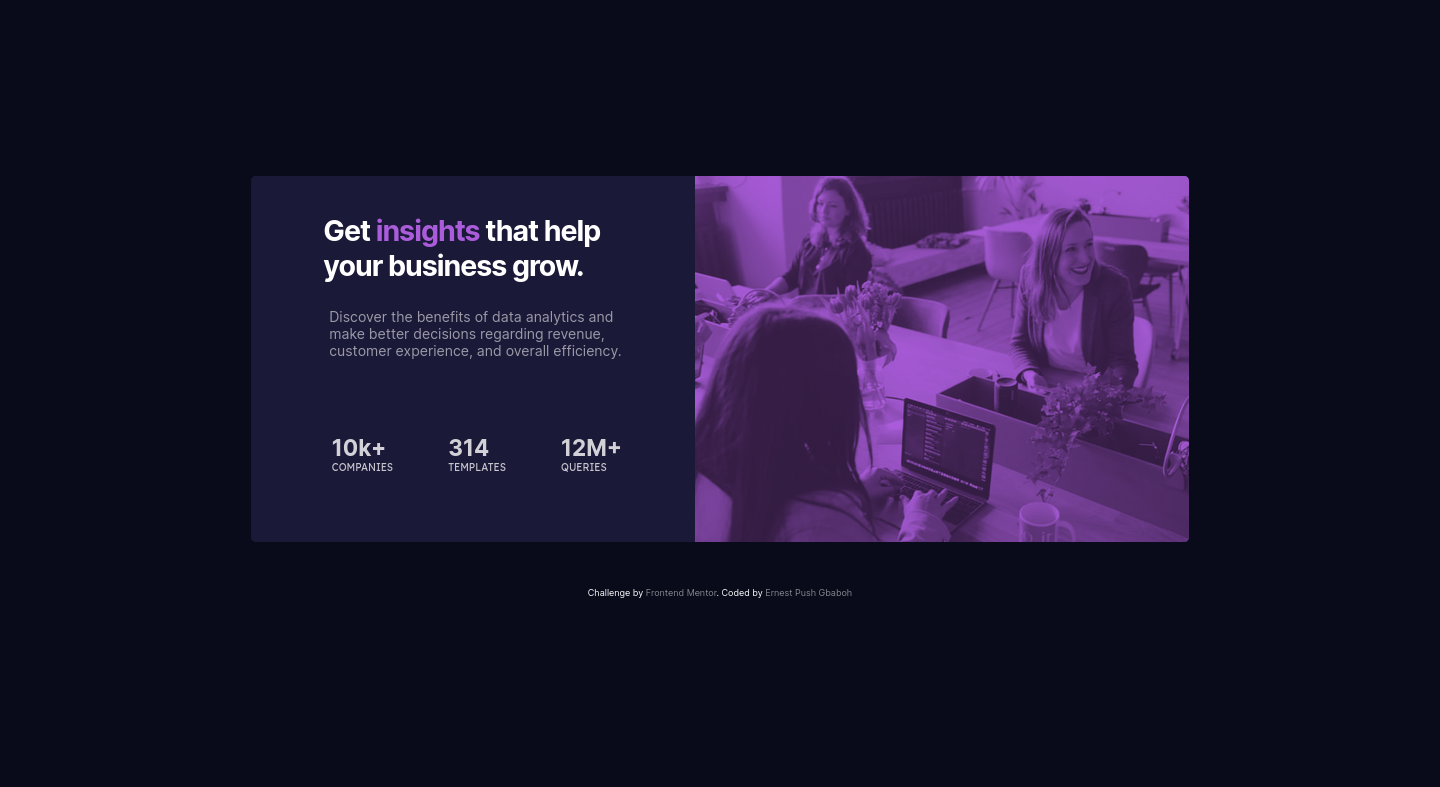 Get insights that help
your business grow.
Discover the benefits of data analytics and
make better decisions regarding revenue,
customer experience, and overall efficiency.
10k+
COMPANIES
314
TEMPLATES
12M+
QUERIES
Challenge by Frontend Mentor. Coded by Ernest Push Gbaboh